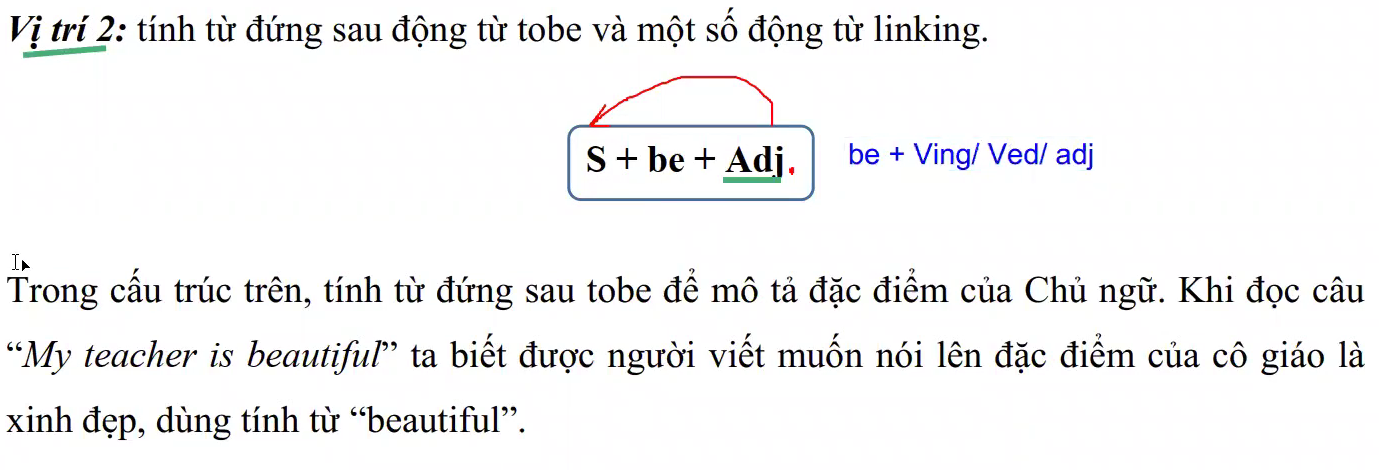 Vị trí 2: tính từ đứng sau động từ tobe và một số động từ linking.
S + be + Adj.
be + Ving/ Ved/ adj
Trong cấu trúc trên, tính từ đứng sau tobe để mô tả đặc điểm của Chủ ngữ. Khi đọc câu
“My teacher is beautiful” ta biết được người viết muốn nói lên đặc điểm của cô giáo là
xinh đẹp, dùng tính từ “beautiful”.